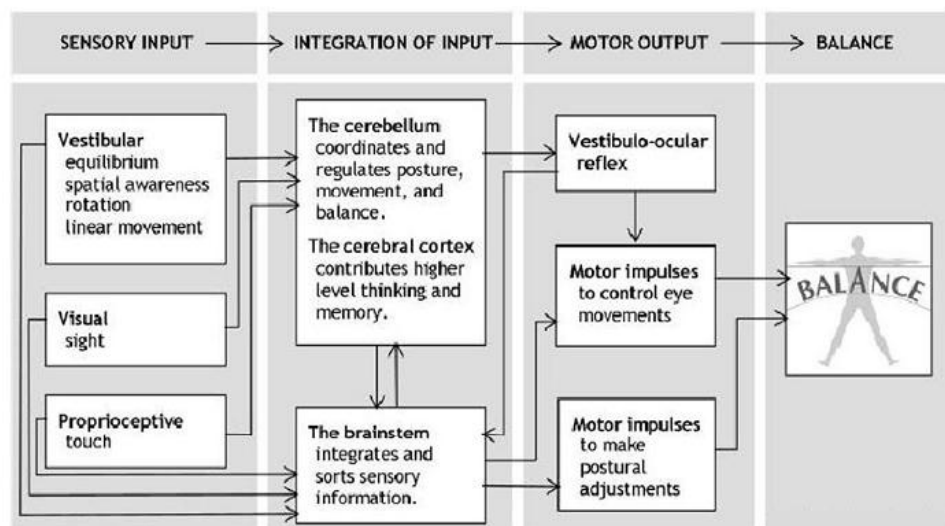 SENSORY INPUT
INTEGRATION OF INPUT
MOTOR OUTPUT
BALANCE
Vestibular
equilibrium
spatial awareness
rotation
linear movement
Visual
sight
Proprioceptive
touch
The cerebellum
coordinates and
regulates posture,
movement, and
balance.
The cerebral cortex
contributes higher
level thinking and
memory.
The brainstem
integrates and
sorts sensory
information.
Vestibulo-ocular
reflex
Motor impulses
to control eye
movements
Motor impulses
to make
postural
adjustments
BALANCE